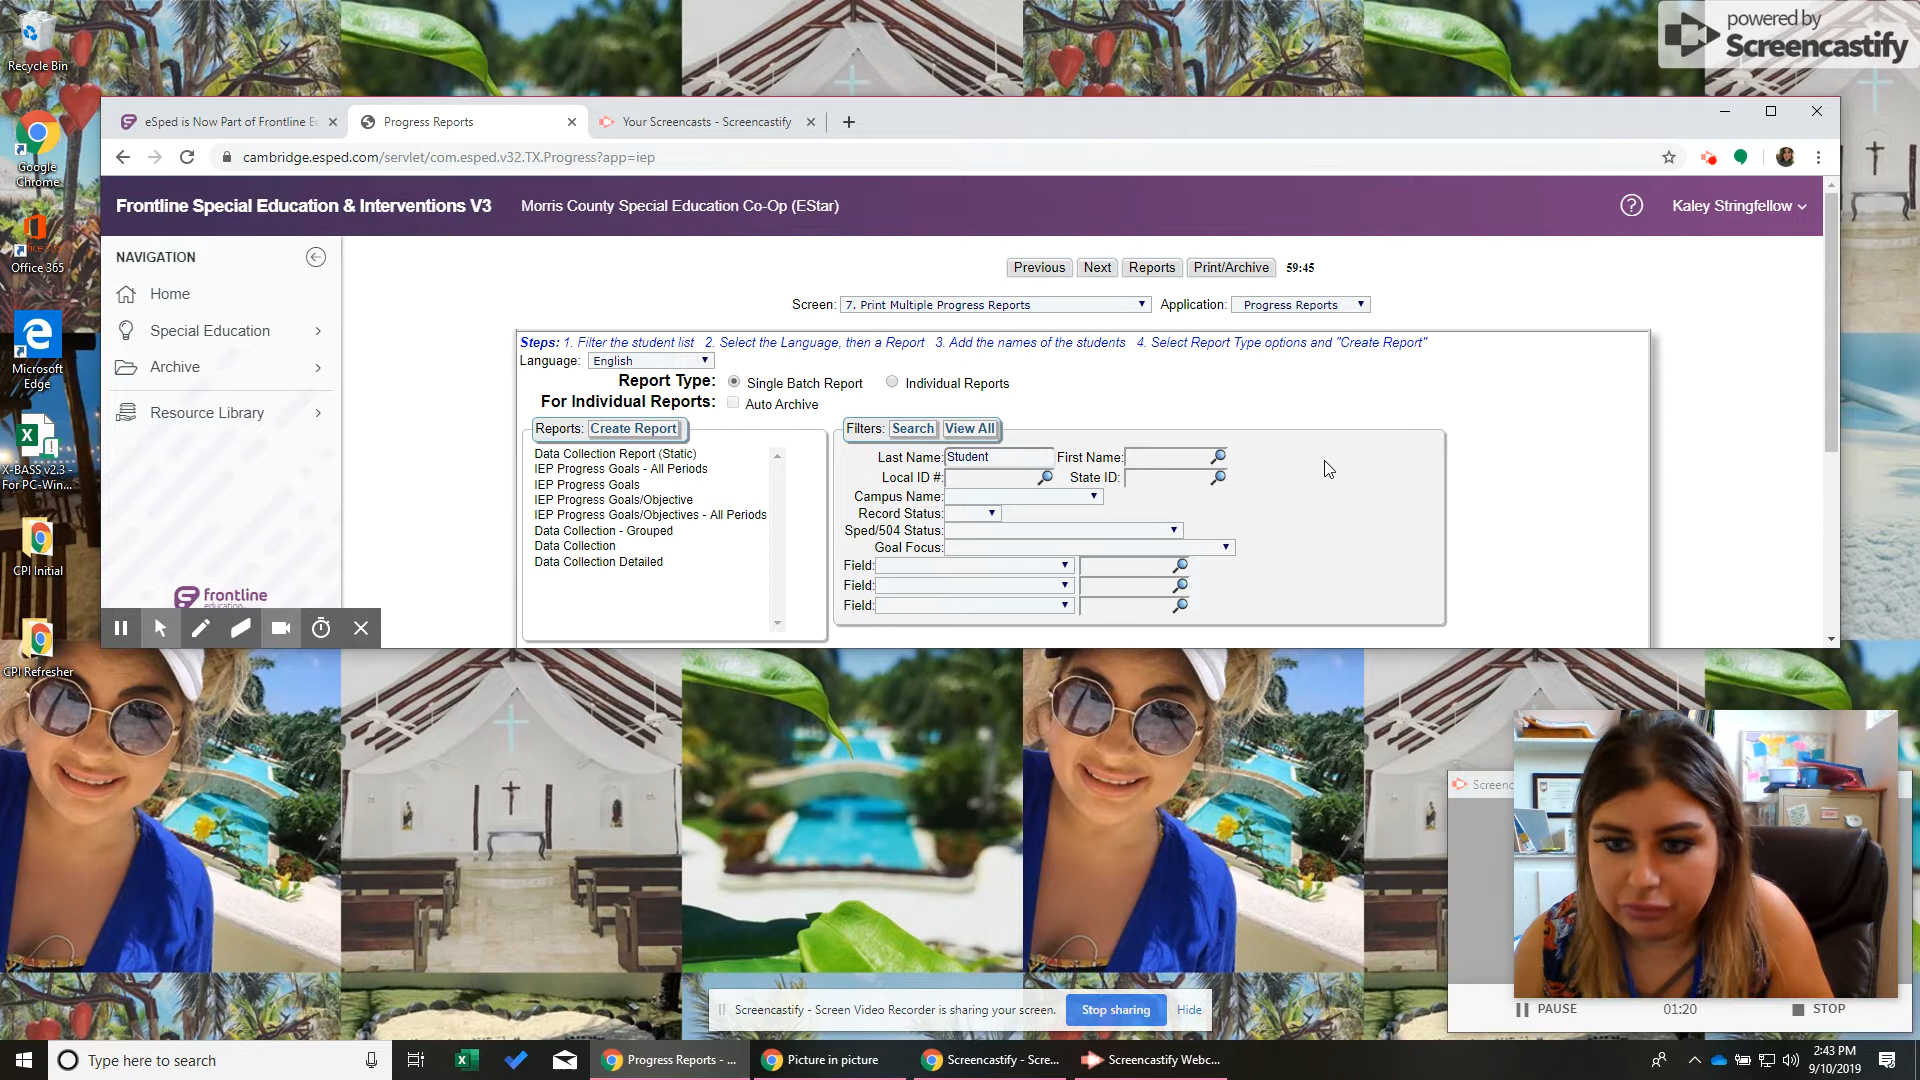 powered by
Screencastify
Recycle Bin
Google
Chrome
Office 365
Microsoft
Edge
X-BASS v2.3 -
For PC-Win...
CPI Initial
CPI Refresher
eSped is Now Part of Frontline E
Progress Reports
Your Screencasts - Screencastify
cambridge.esped.com/servlet/com.esped.v32.TX.Progress?app=iep
Frontline Special Education & Interventions V3
Morris County Special Education Co-Op (EStar)
Kaley Stringfellow
NAVIGATION
Home
Special Education
Archive
Resource Library
frontline
education
Previous Next Reports Print/Archive 59:45
Screen: 7. Print Multiple Progress Reports Application: Progress Reports
Steps: 1. Filter the student list 2. Select the Language, then a Report 3. Add the names of the students 4. Select Report Type options and "Create Report"
Language: English
Report Type: Single Batch Report Individual Reports
For Individual Reports: Auto Archive
Reports: Create Report
Data Collection Report (Static)
IEP Progress Goals - All Periods
IEP Progress Goals
IEP Progress Goals/Objective
IEP Progress Goals/Objectives - All Periods
Data Collection - Grouped
Data Collection
Data Collection Detailed
Filters: Search View All
Last Name: Student First Name:
Local ID #: State ID:
Campus Name:
Record Status:
Sped/504 Status:
Goal Focus:
Field:
Field:
Field:
Screenc
PAUSE 01:20 STOP
Screencastify - Screen Video Recorder is sharing your screen. Stop sharing Hide
Type here to search
Progress Reports - ...
Picture in picture
Screencastify - Scre...
Screencastify Webc...
2:43 PM
9/10/2019